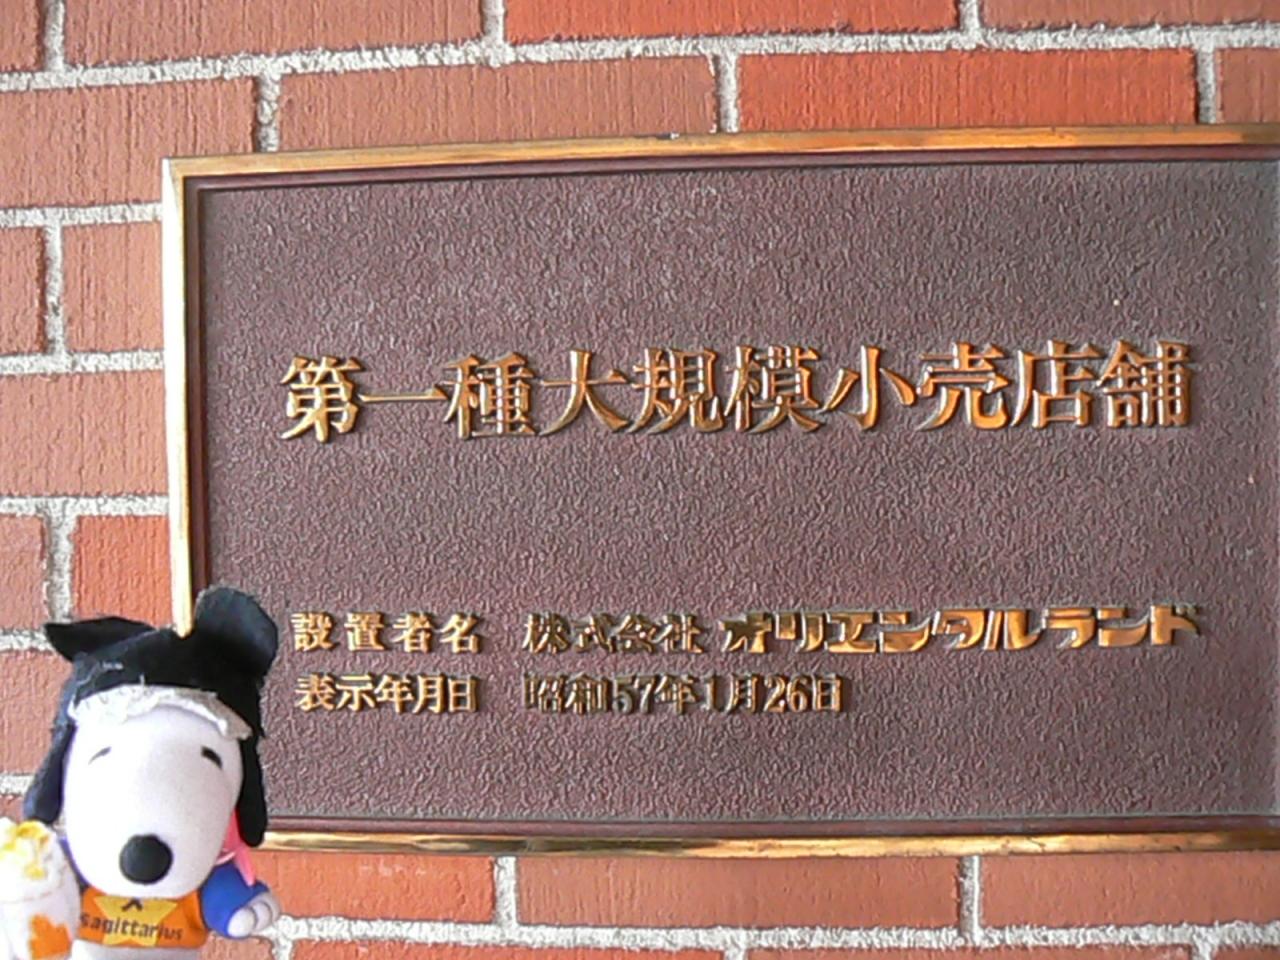 第一種大規模小売店舗
設置者名 株式会社 オリエンタルランド
表示年月日 昭和57年1月26日
sagittarius